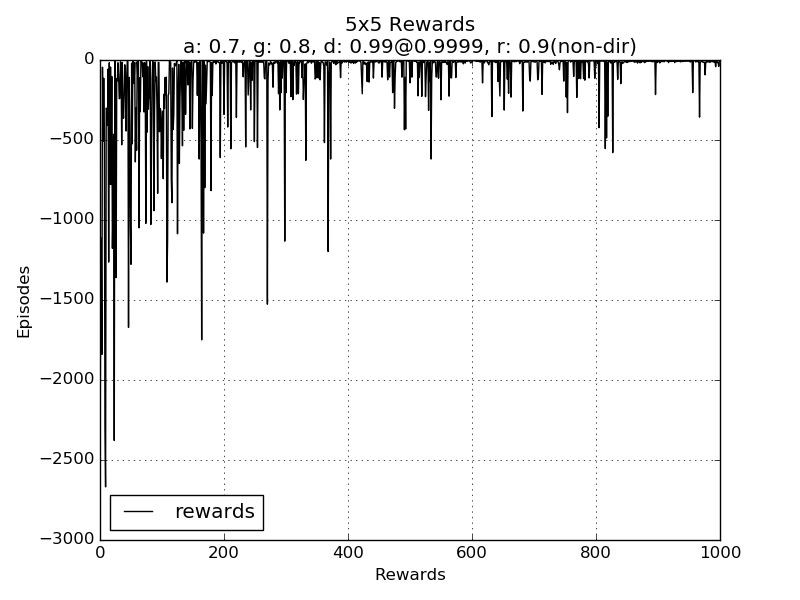 5x5 Rewards
a: 0.7, g: 0.8, d: 0.99@0.9999, r: 0.9(non-dir)
0
−500
−1000
−1500
−2000
−2500
−3000
Episodes
rewards
0 200 400 600 800 1000
Rewards